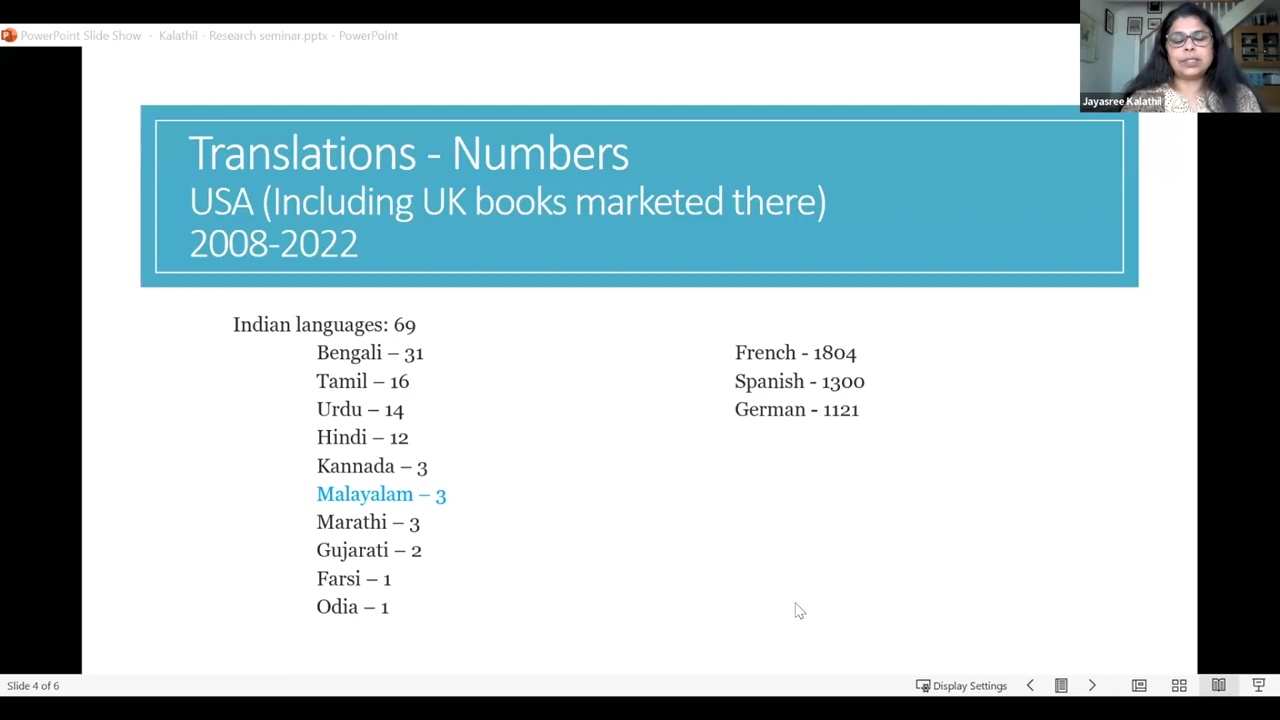 PowerPoint Slide Show - Kalathil - Research seminar.pptx - PowerPoint
Jayasree Kalathil
Translations - Numbers
USA (Including UK books marketed there)
2008-2022
Indian languages: 69
Bengali – 31
Tamil – 16
Urdu – 14
Hindi – 12
Kannada – 3
Malayalam – 3
Marathi – 3
Gujarati – 2
Farsi – 1
Odia – 1
French - 1804
Spanish - 1300
German - 1121
Slide 4 of 6
Display Settings